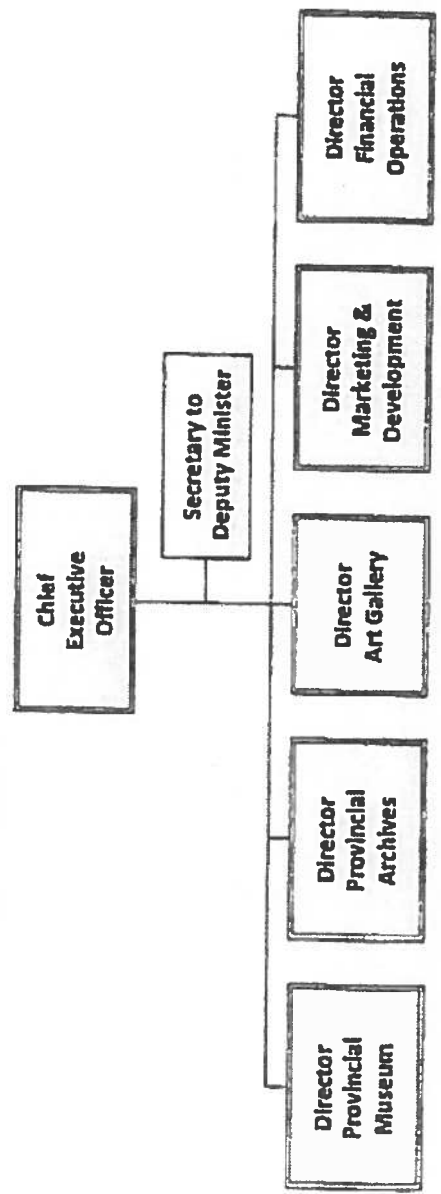 Chief
Executive
Officer
Secretary to
Deputy Minister
Director
Provincial
Museum
Director
Provincial
Archives
Director
Art Gallery
Director
Marketing &
Development
Director
Financial
Operations